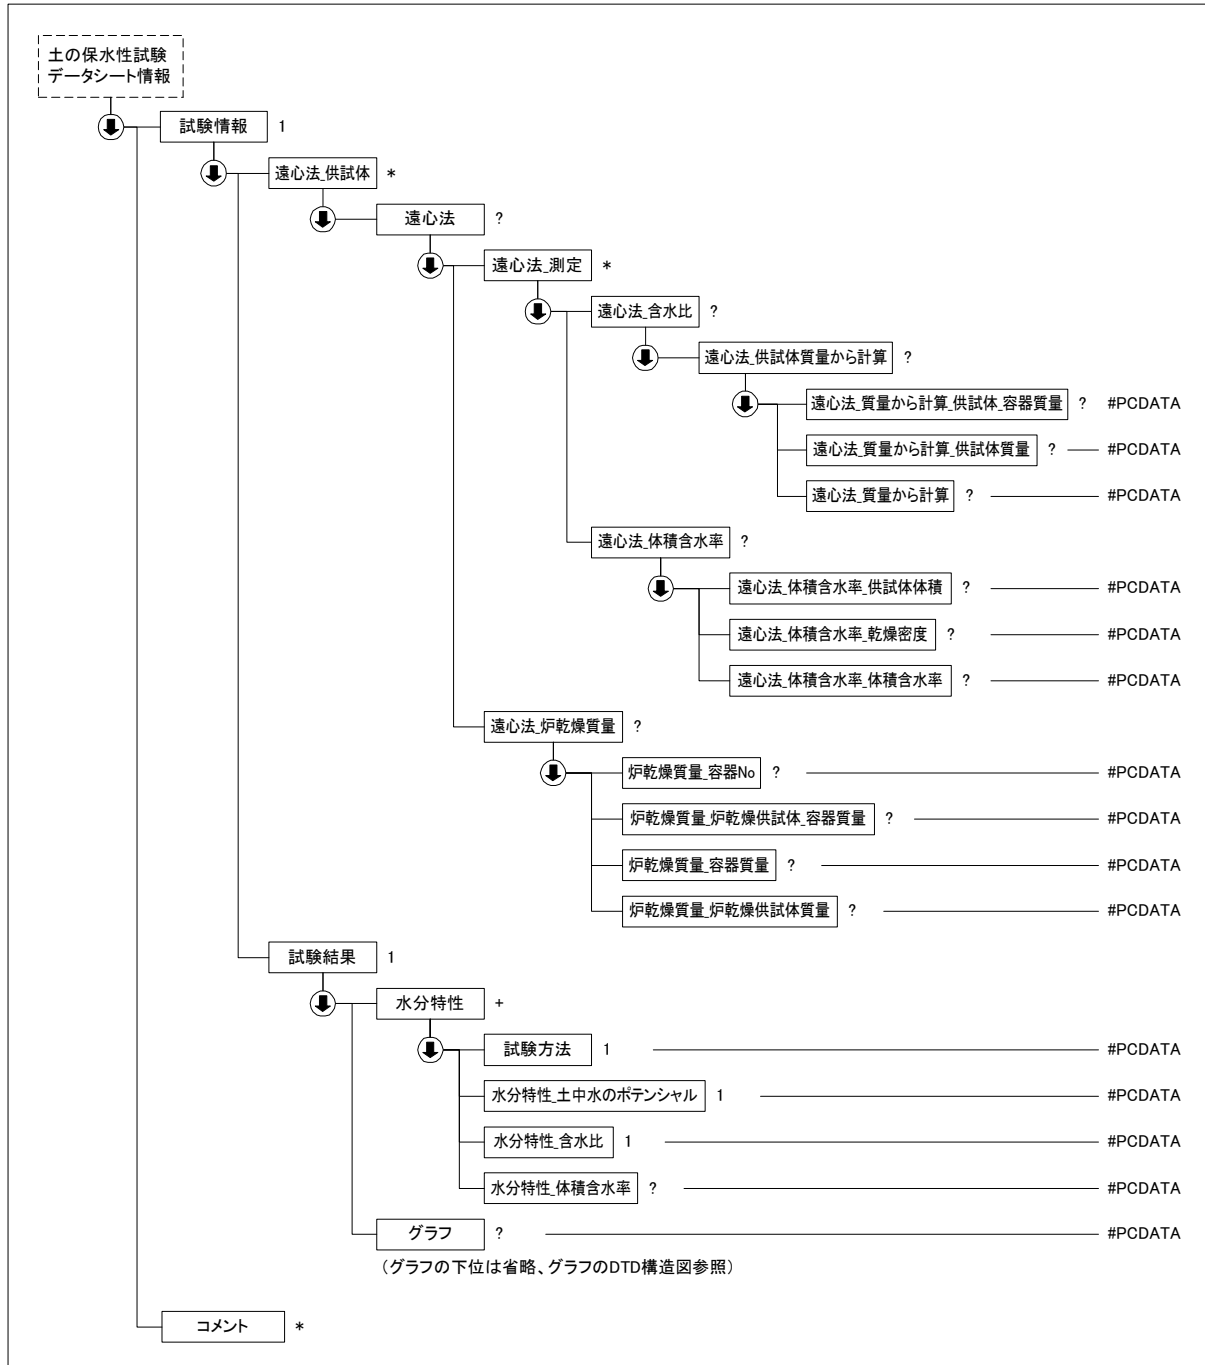 土の保水性試験
データシート情報
試験情報 1
遠心法_供試体 *
遠心法 ?
遠心法_測定 *
遠心法_含水比 ?
遠心法_供試体質量から計算 ?
遠心法_質量から計算_供試体_容器質量 ? #PCDATA
遠心法_質量から計算_供試体質量 ? #PCDATA
遠心法_質量から計算 ? #PCDATA
遠心法_体積含水率 ?
遠心法_体積含水率_供試体体積 ? #PCDATA
遠心法_体積含水率_乾燥密度 ? #PCDATA
遠心法_体積含水率_体積含水率 ? #PCDATA
遠心法_炉乾燥質量 ?
炉乾燥質量_容器No ? #PCDATA
炉乾燥質量_炉乾燥供試体_容器質量 ? #PCDATA
炉乾燥質量_容器質量 ? #PCDATA
炉乾燥質量_炉乾燥供試体質量 ? #PCDATA
試験結果 1
水分特性 +
試験方法 1 #PCDATA
水分特性_土中水のポテンシャル 1 #PCDATA
水分特性_含水比 1 #PCDATA
水分特性_体積含水率 ? #PCDATA
グラフ ? #PCDATA
（グラフの下位は省略、グラフのDTD構造図参照）
コメント *